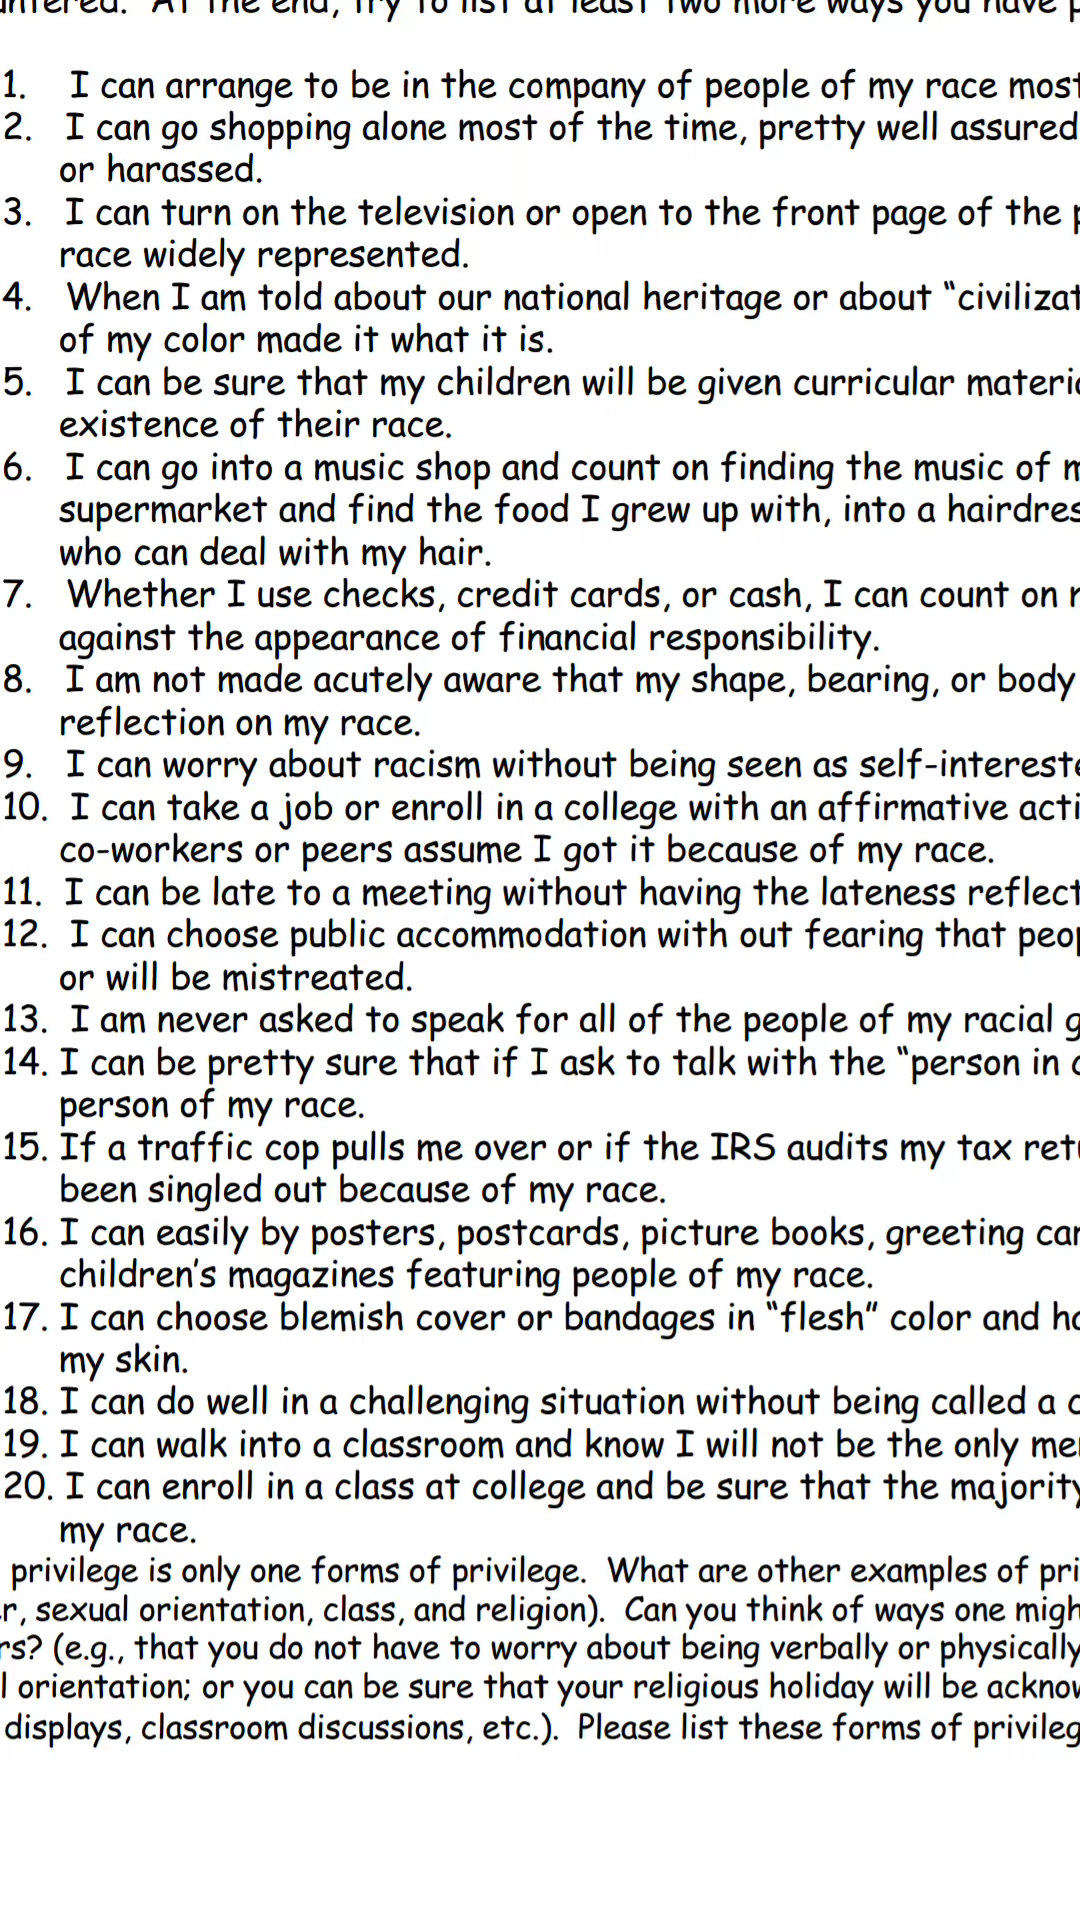 At the end, try to list at least two more ways you have
1. I can arrange to be in the company of people of my race most
2. I can go shopping alone most of the time, pretty well assured
or harassed.
3. I can turn on the television or open to the front page of the
race widely represented.
4. When I am told about our national heritage or about “civilizat
of my color made it what it is.
5. I can be sure that my children will be given curricular materia
existence of their race.
6. I can go into a music shop and count on finding the music of
supermarket and find the food I grew up with, into a hairdres
who can deal with my hair.
7. Whether I use checks, credit cards, or cash, I can count on
against the appearance of financial responsibility.
8. I am not made acutely aware that my shape, bearing, or body
reflection on my race.
9. I can worry about racism without being seen as self-intereste
10. I can take a job or enroll in a college with an affirmative acti
co-workers or peers assume I got it because of my race.
11. I can be late to a meeting without having the lateness reflect
12. I can choose public accommodation with out fearing that peop
or will be mistreated.
13. I am never asked to speak for all of the people of my racial g
14. I can be pretty sure that if I ask to talk with the “person in
person of my race.
15. If a traffic cop pulls me over or if the IRS audits my tax retu
been singled out because of my race.
16. I can easily by posters, postcards, picture books, greeting car
children’s magazines featuring people of my race.
17. I can choose blemish cover or bandages in “flesh” color and ha
my skin.
18. I can do well in a challenging situation without being called a
19. I can walk into a classroom and know I will not be the only me
20. I can enroll in a class at college and be sure that the majority
my race.
privilege is only one forms of privilege. What are other examples of pri
r, sexual orientation, class, and religion). Can you think of ways one migh
rs? (e.g., that you do not have to worry about being verbally or physically
l orientation; or you can be sure that your religious holiday will be acknow
displays, classroom discussions, etc.). Please list these forms of privileg